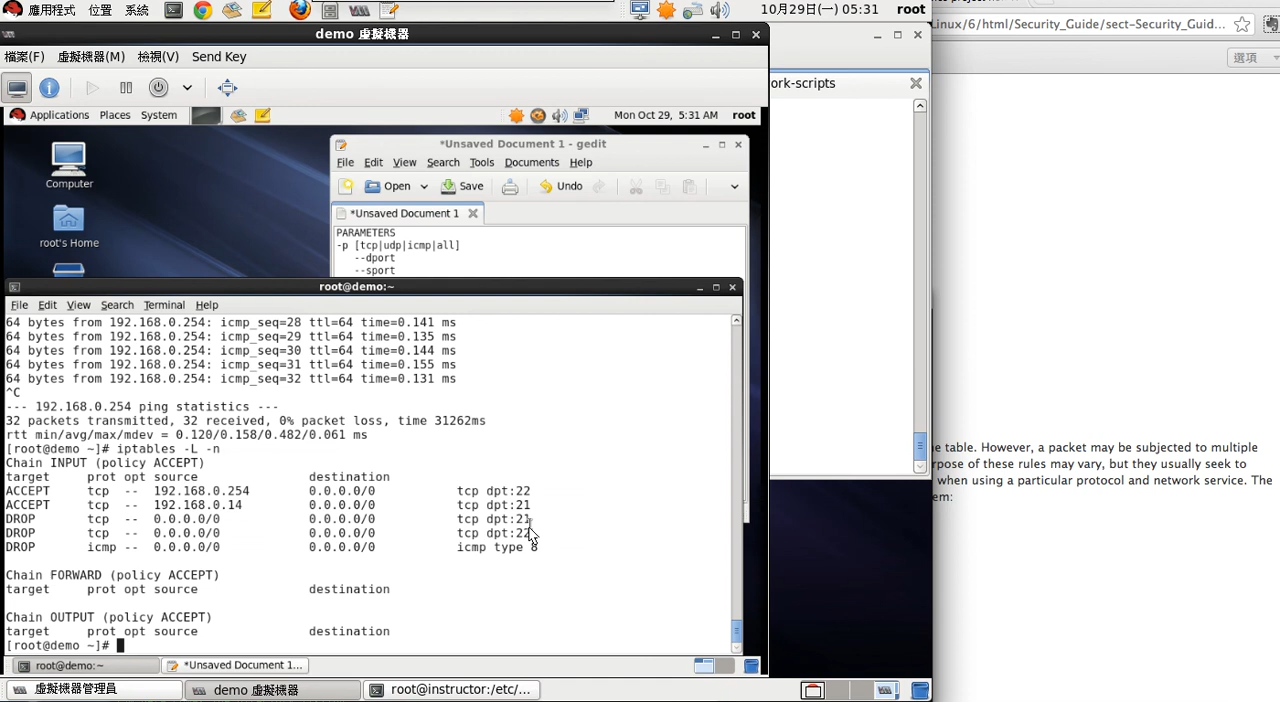 應用程式 位置 系統 10月29日(一) 05:31 root
demo 虛擬機器
檔案(F) 虛擬機器(M) 檢視(V) Send Key
Linux/6/html/Security_Guide/sect-Security_Guid...
選項
ork-scripts
Applications Places System Mon Oct 29, 5:31 AM root
Computer
root's Home
*Unsaved Document 1 - gedit
File Edit View Search Tools Documents Help
Open Save Undo
*Unsaved Document 1
PARAMETERS
-p [tcp|udp|icmp|all]
--dport
--sport
root@demo:~
File Edit View Search Terminal Help
64 bytes from 192.168.0.254: icmp_seq=28 ttl=64 time=0.141 ms
64 bytes from 192.168.0.254: icmp_seq=29 ttl=64 time=0.135 ms
64 bytes from 192.168.0.254: icmp_seq=30 ttl=64 time=0.144 ms
64 bytes from 192.168.0.254: icmp_seq=31 ttl=64 time=0.155 ms
64 bytes from 192.168.0.254: icmp_seq=32 ttl=64 time=0.131 ms
^C
--- 192.168.0.254 ping statistics ---
32 packets transmitted, 32 received, 0% packet loss, time 31262ms
rtt min/avg/max/mdev = 0.120/0.158/0.482/0.061 ms
[root@demo ~]# iptables -L -n
Chain INPUT (policy ACCEPT)
target prot opt source destination
ACCEPT tcp -- 192.168.0.254 0.0.0.0/0 tcp dpt:22
ACCEPT tcp -- 192.168.0.14 0.0.0.0/0 tcp dpt:21
DROP tcp -- 0.0.0.0/0 0.0.0.0/0 tcp dpt:21
DROP tcp -- 0.0.0.0/0 0.0.0.0/0 tcp dpt:22
DROP icmp -- 0.0.0.0/0 0.0.0.0/0 icmp type 8
Chain FORWARD (policy ACCEPT)
target prot opt source destination
Chain OUTPUT (policy ACCEPT)
target prot opt source destination
[root@demo ~]#
root@demo:~ *Unsaved Document 1...
虛擬機器管理員 demo 虛擬機器 root@instructor:/etc/...
e table. However, a packet may be subjected to multiple
rpose of these rules may vary, but they usually seek to
when using a particular protocol and network service. The
em: